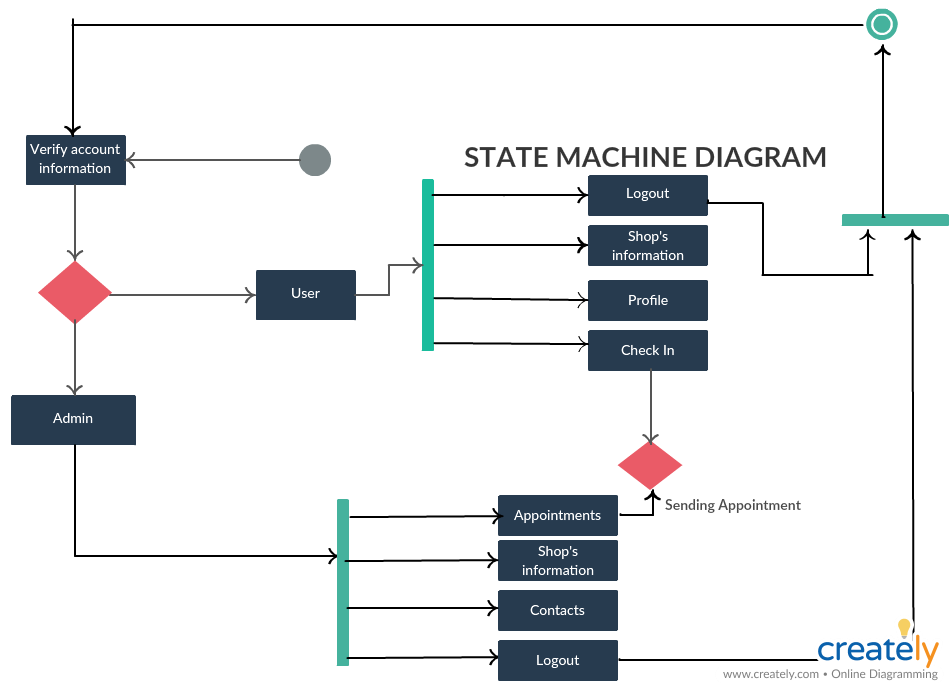 Verify account
information
STATE MACHINE DIAGRAM
Logout
Shop's
information
User
Profile
Check In
Admin
Sending Appointment
Appointments
Shop's
information
Contacts
Logout
creately
www.creately.com • Online Diagramming